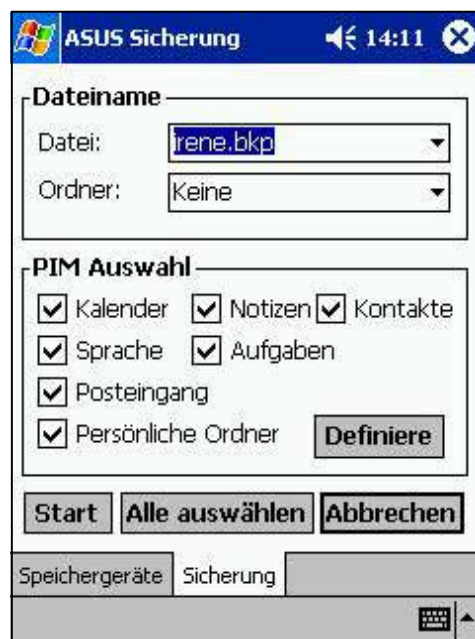 ASUS Sicherung 14:11
Dateiname
Datei: irene.bkp
Ordner: Keine
PIM Auswahl
Kalender Notizen Kontakte
Sprache Aufgaben
Posteingang
Persönliche Ordner Definiere
Start Alle auswählen Abbrechen
Speichergeräte Sicherung